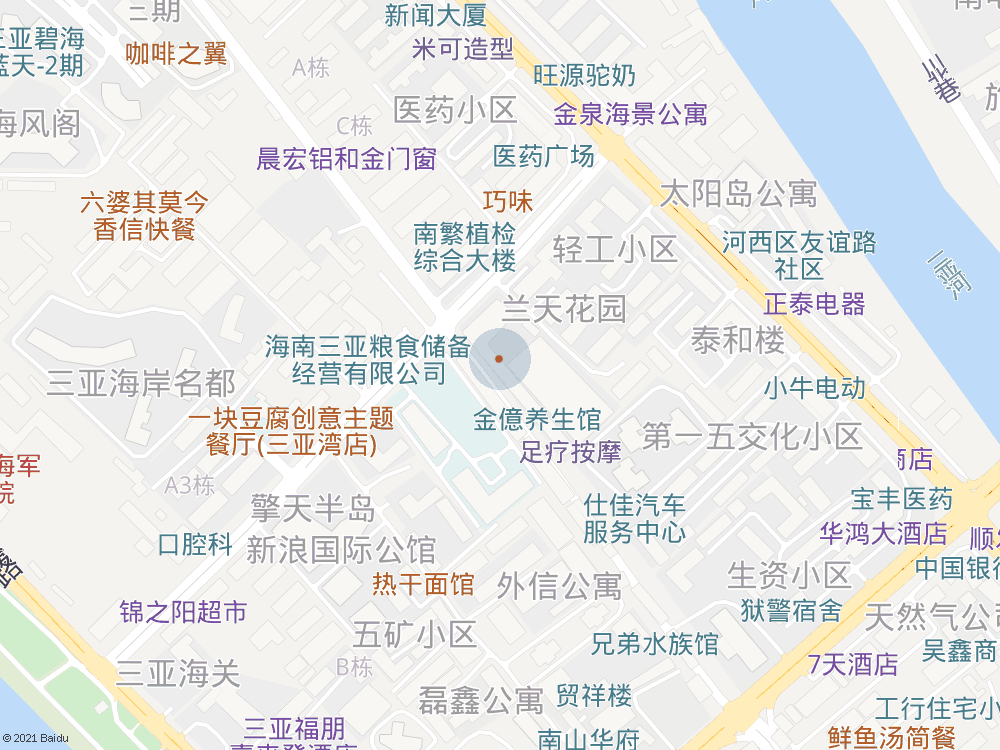 三期
新闻大厦
米可造型
三亚碧海
蓝天-2期
咖啡之翼
A栋
旺源驼奶
医药小区
金泉海景公寓
海风阁
C栋
晨宏铝和金门窗
医药广场
太阳岛公寓
六婆其莫今
香信快餐
巧味
南繁植检
综合大楼
轻工小区
河西区友谊路
社区
三亚河
兰天花园
正泰电器
泰和楼
海南三亚粮食储备
经营有限公司
三亚海岸名都
小牛电动
一块豆腐创意主题
餐厅(三亚湾店)
金億养生馆
足疗按摩
第一五交化小区
商店
海军
院
A3栋
擎天半岛
仕佳汽车
服务中心
宝丰医药
华鸿大酒店
口腔科
新浪国际公馆
中国银行
路
热干面馆
外信公寓
生资小区
狱警宿舍
锦之阳超市
天然气公司
五矿小区
兄弟水族馆
吴鑫商
B栋
7天酒店
三亚海关
磊鑫公寓
贸祥楼
工行住宅小
三亚福朋
喜来登酒店
南山华府
鲜鱼汤简餐
© 2021 Baidu